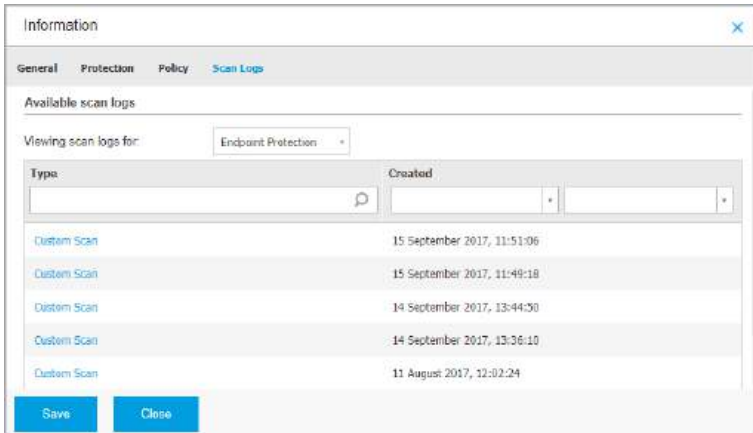 Information
General Protection Policy Scan Logs
Available scan logs
Viewing scan logs for: Endpoint Protection
Type Created
Custom Scan 15 September 2017, 11:51:06
Custom Scan 15 September 2017, 11:49:18
Custom Scan 14 September 2017, 13:44:50
Custom Scan 14 September 2017, 13:36:10
Custom Scan 11 August 2017, 12:02:24
Save Close